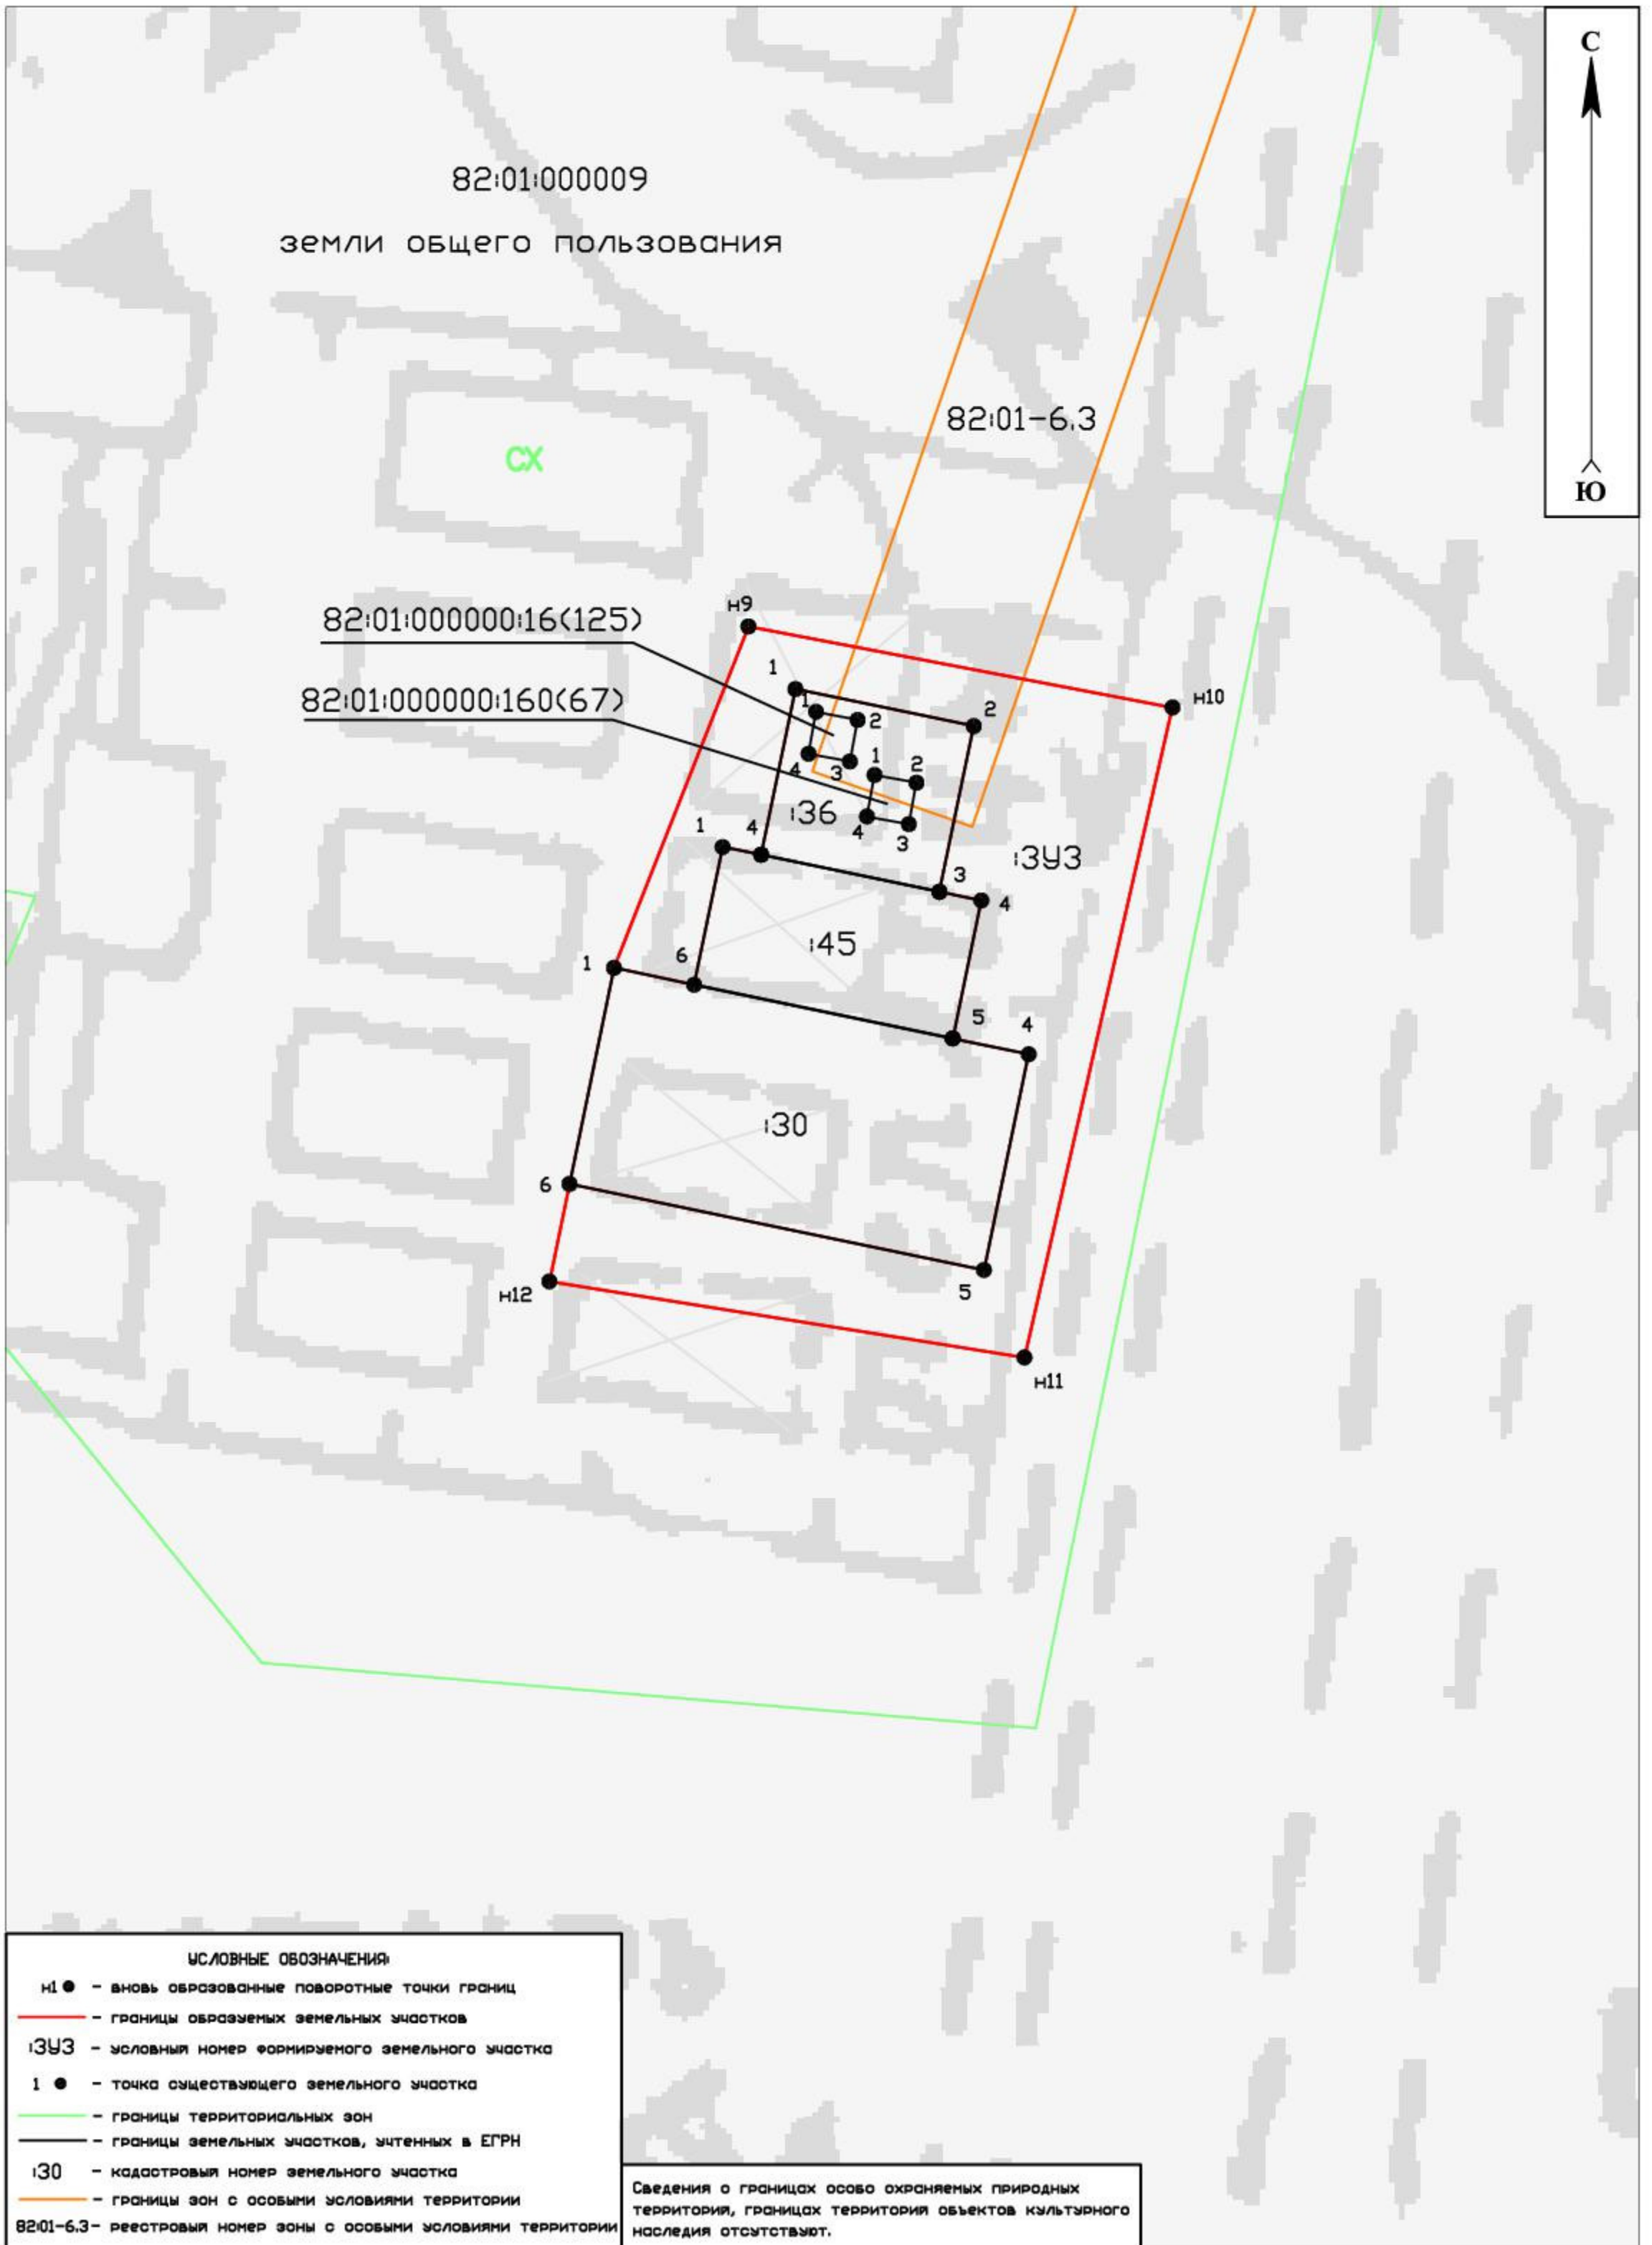 С
Ю
82:01:000009
земли общего пользования
82:01-6.3
СХ
82:01:000000:16(125)
82:01:000000:160(67)
н9
н10
1
2
1
2
4
3
1
2
4
3
:36
1
4
3
4
:ЗУ3
:45
1
6
5
4
:30
6
5
н12
н11
УСЛОВНЫЕ ОБОЗНАЧЕНИЯ:
н1 - вновь образованные поворотные точки границ
- границы образуемых земельных участков
:ЗУ3 - условный номер формируемого земельного участка
1 - точка существующего земельного участка
- границы территориальных зон
- границы земельных участков, учтенных в ЕГРН
:30 - кадастровый номер земельного участка
- границы зон с особыми условиями территории
82:01-6.3 - реестровый номер зоны с особыми условиями территории
Сведения о границах особо охраняемых природных
территорий, границах территорий объектов культурного
наследия отсутствуют.